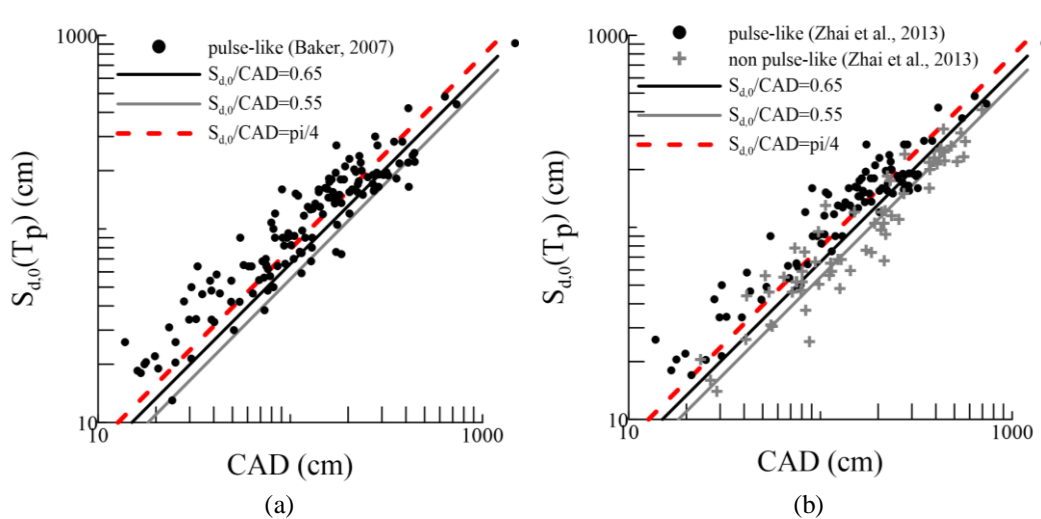 1000
pulse-like (Baker, 2007)
S_d,0/CAD=0.65
S_d,0/CAD=0.55
S_d,0/CAD=pi/4
S_d,0(T_p) (cm)
10
10
1000
CAD (cm)
(a)
1000
pulse-like (Zhai et al., 2013)
non pulse-like (Zhai et al., 2013)
S_d,0/CAD=0.65
S_d,0/CAD=0.55
S_d,0/CAD=pi/4
S_d,0(T_p) (cm)
10
10
1000
CAD (cm)
(b)